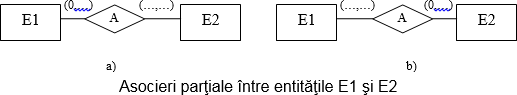 E1 (0,...) A (...,...) E2
E1 (...,...) A (0,...) E2
a) b)
Asocieri parţiale între entităţile E1 şi E2